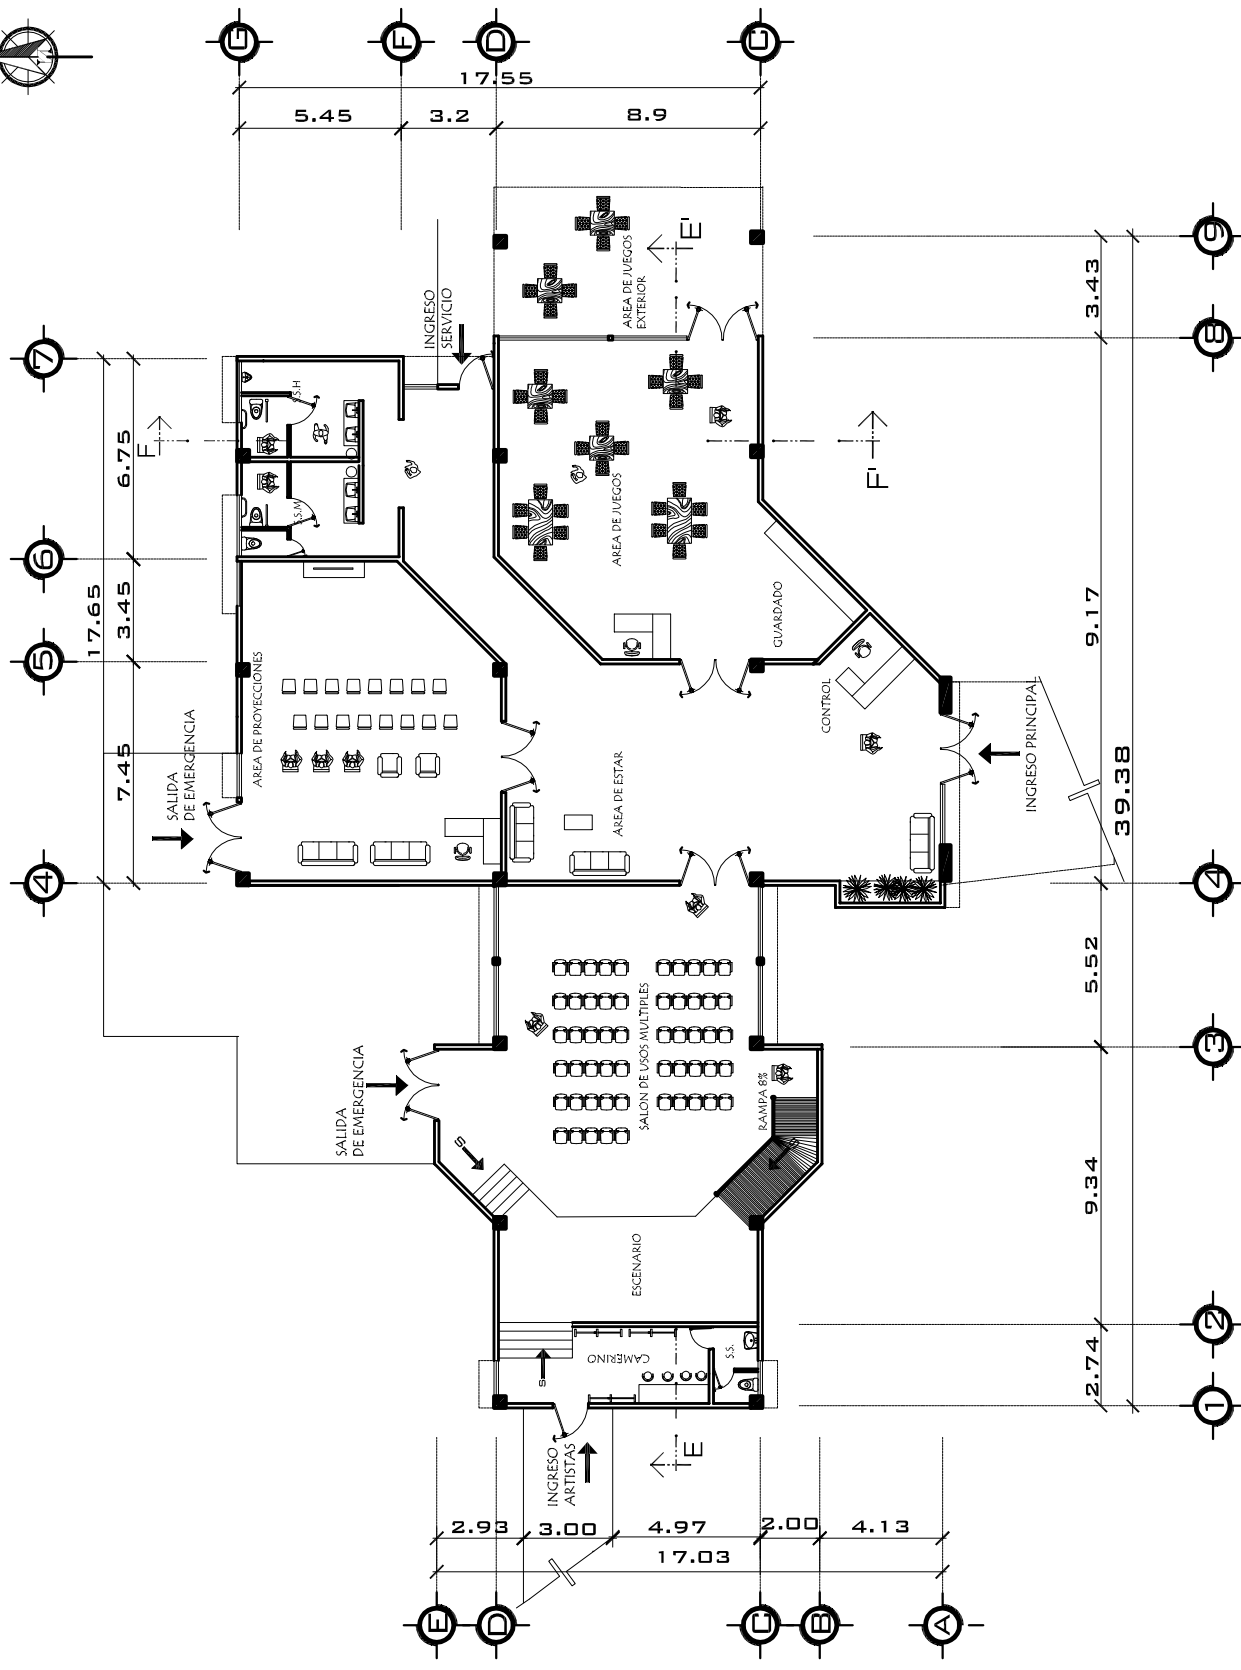 G
F
D
C
17.55
5.45
3.2
8.9
9
8
7
6
5
4
3.43
9.17
39.38
6.75
3.45
17.65
7.45
F
F'
E'
AREA DE JUEGOS
EXTERIOR
INGRESO
SERVICIO
S.H
S.M
AREA DE JUEGOS
GUARDADO
CONTROL
AREA DE PROYECCIONES
SALIDA
DE EMERGENCIA
AREA DE ESTAR
INGRESO PRINCIPAL
4
5.52
3
9.34
2
2.74
1
SALIDA
DE EMERGENCIA
SALÓN DE USOS MULTIPLES
RAMPA 8%
S
S
ESCENARIO
CAMERINO
S.S.
S
INGRESO
ARTISTAS
E
2.93
3.00
4.97
2.00
4.13
17.03
E
D
C
B
A